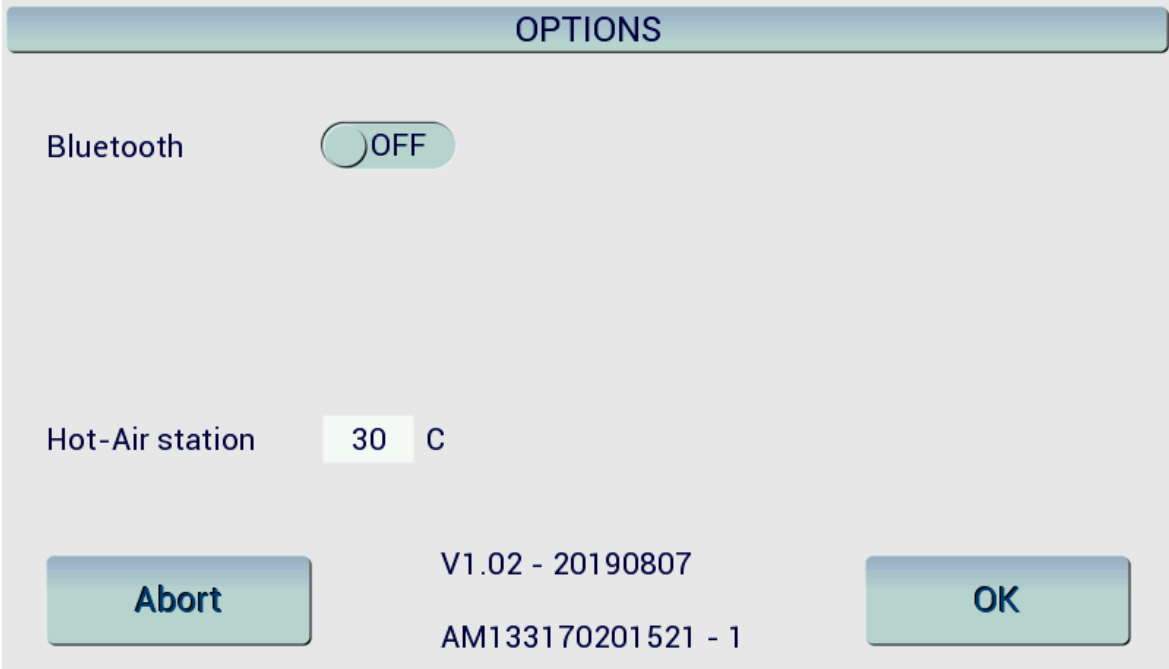 OPTIONS
Bluetooth OFF
Hot-Air station 30 C
V1.02 - 20190807
Abort OK
AM133170201521 - 1